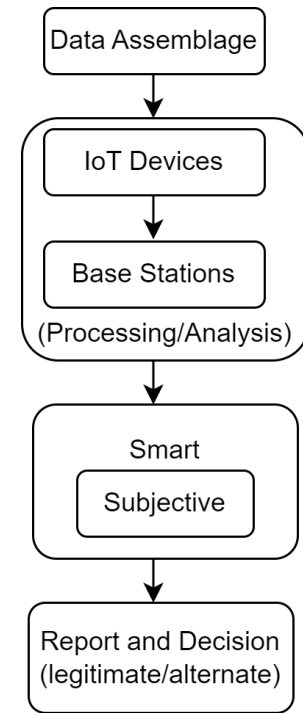 Data Assemblage
IoT Devices
Base Stations
(Processing/Analysis)
Smart
Subjective
Report and Decision
(legitimate/alternate)